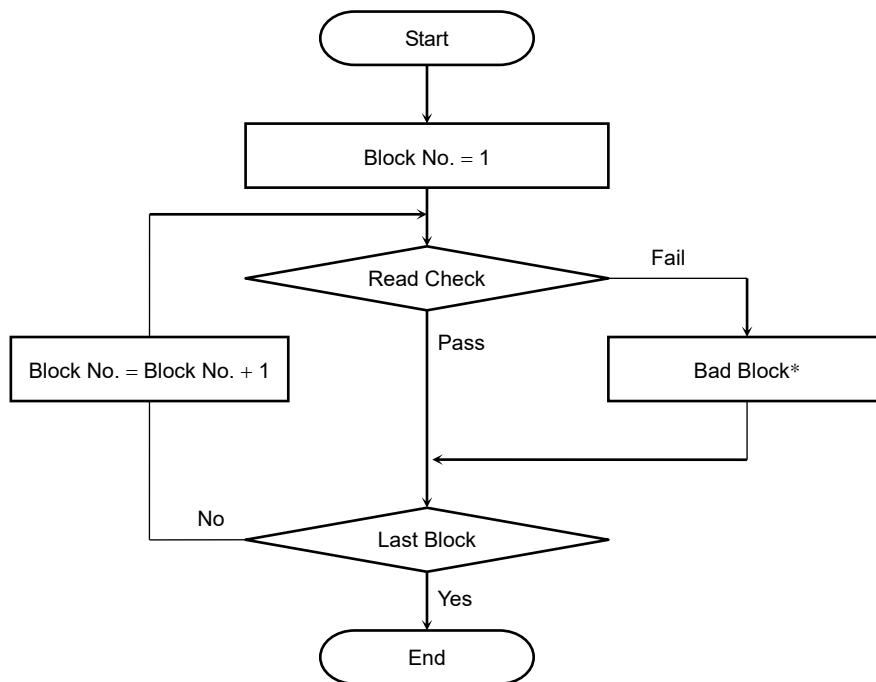 Start
Block No. = 1
Read Check
Fail
Pass
Block No. = Block No. + 1
Bad Block*
No
Last Block
Yes
End